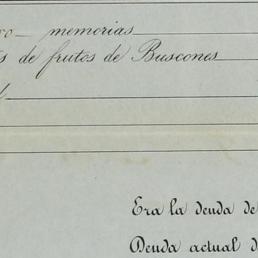 memorias
de frutos de Buscones
Era la deuda de
Deuda actual d